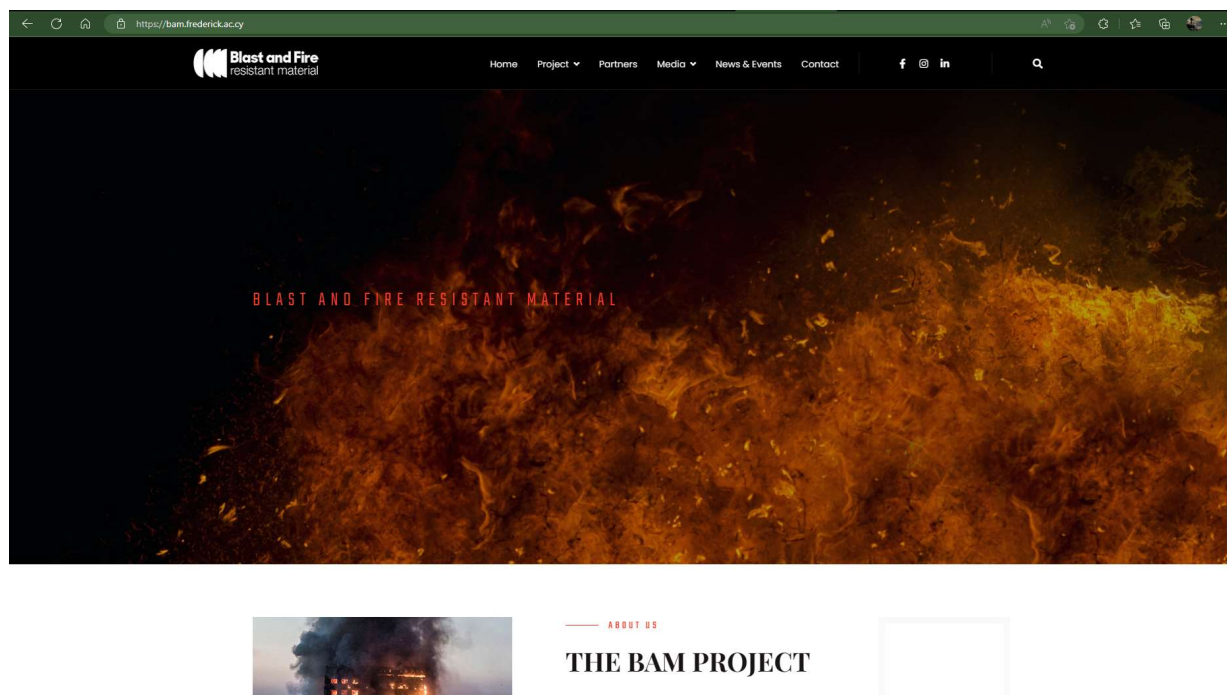 https://bam.frederick.ac.cy
Blast and Fire
resistant material
Home Project Partners Media News & Events Contact
BLAST AND FIRE RESISTANT MATERIAL
ABOUT US
THE BAM PROJECT